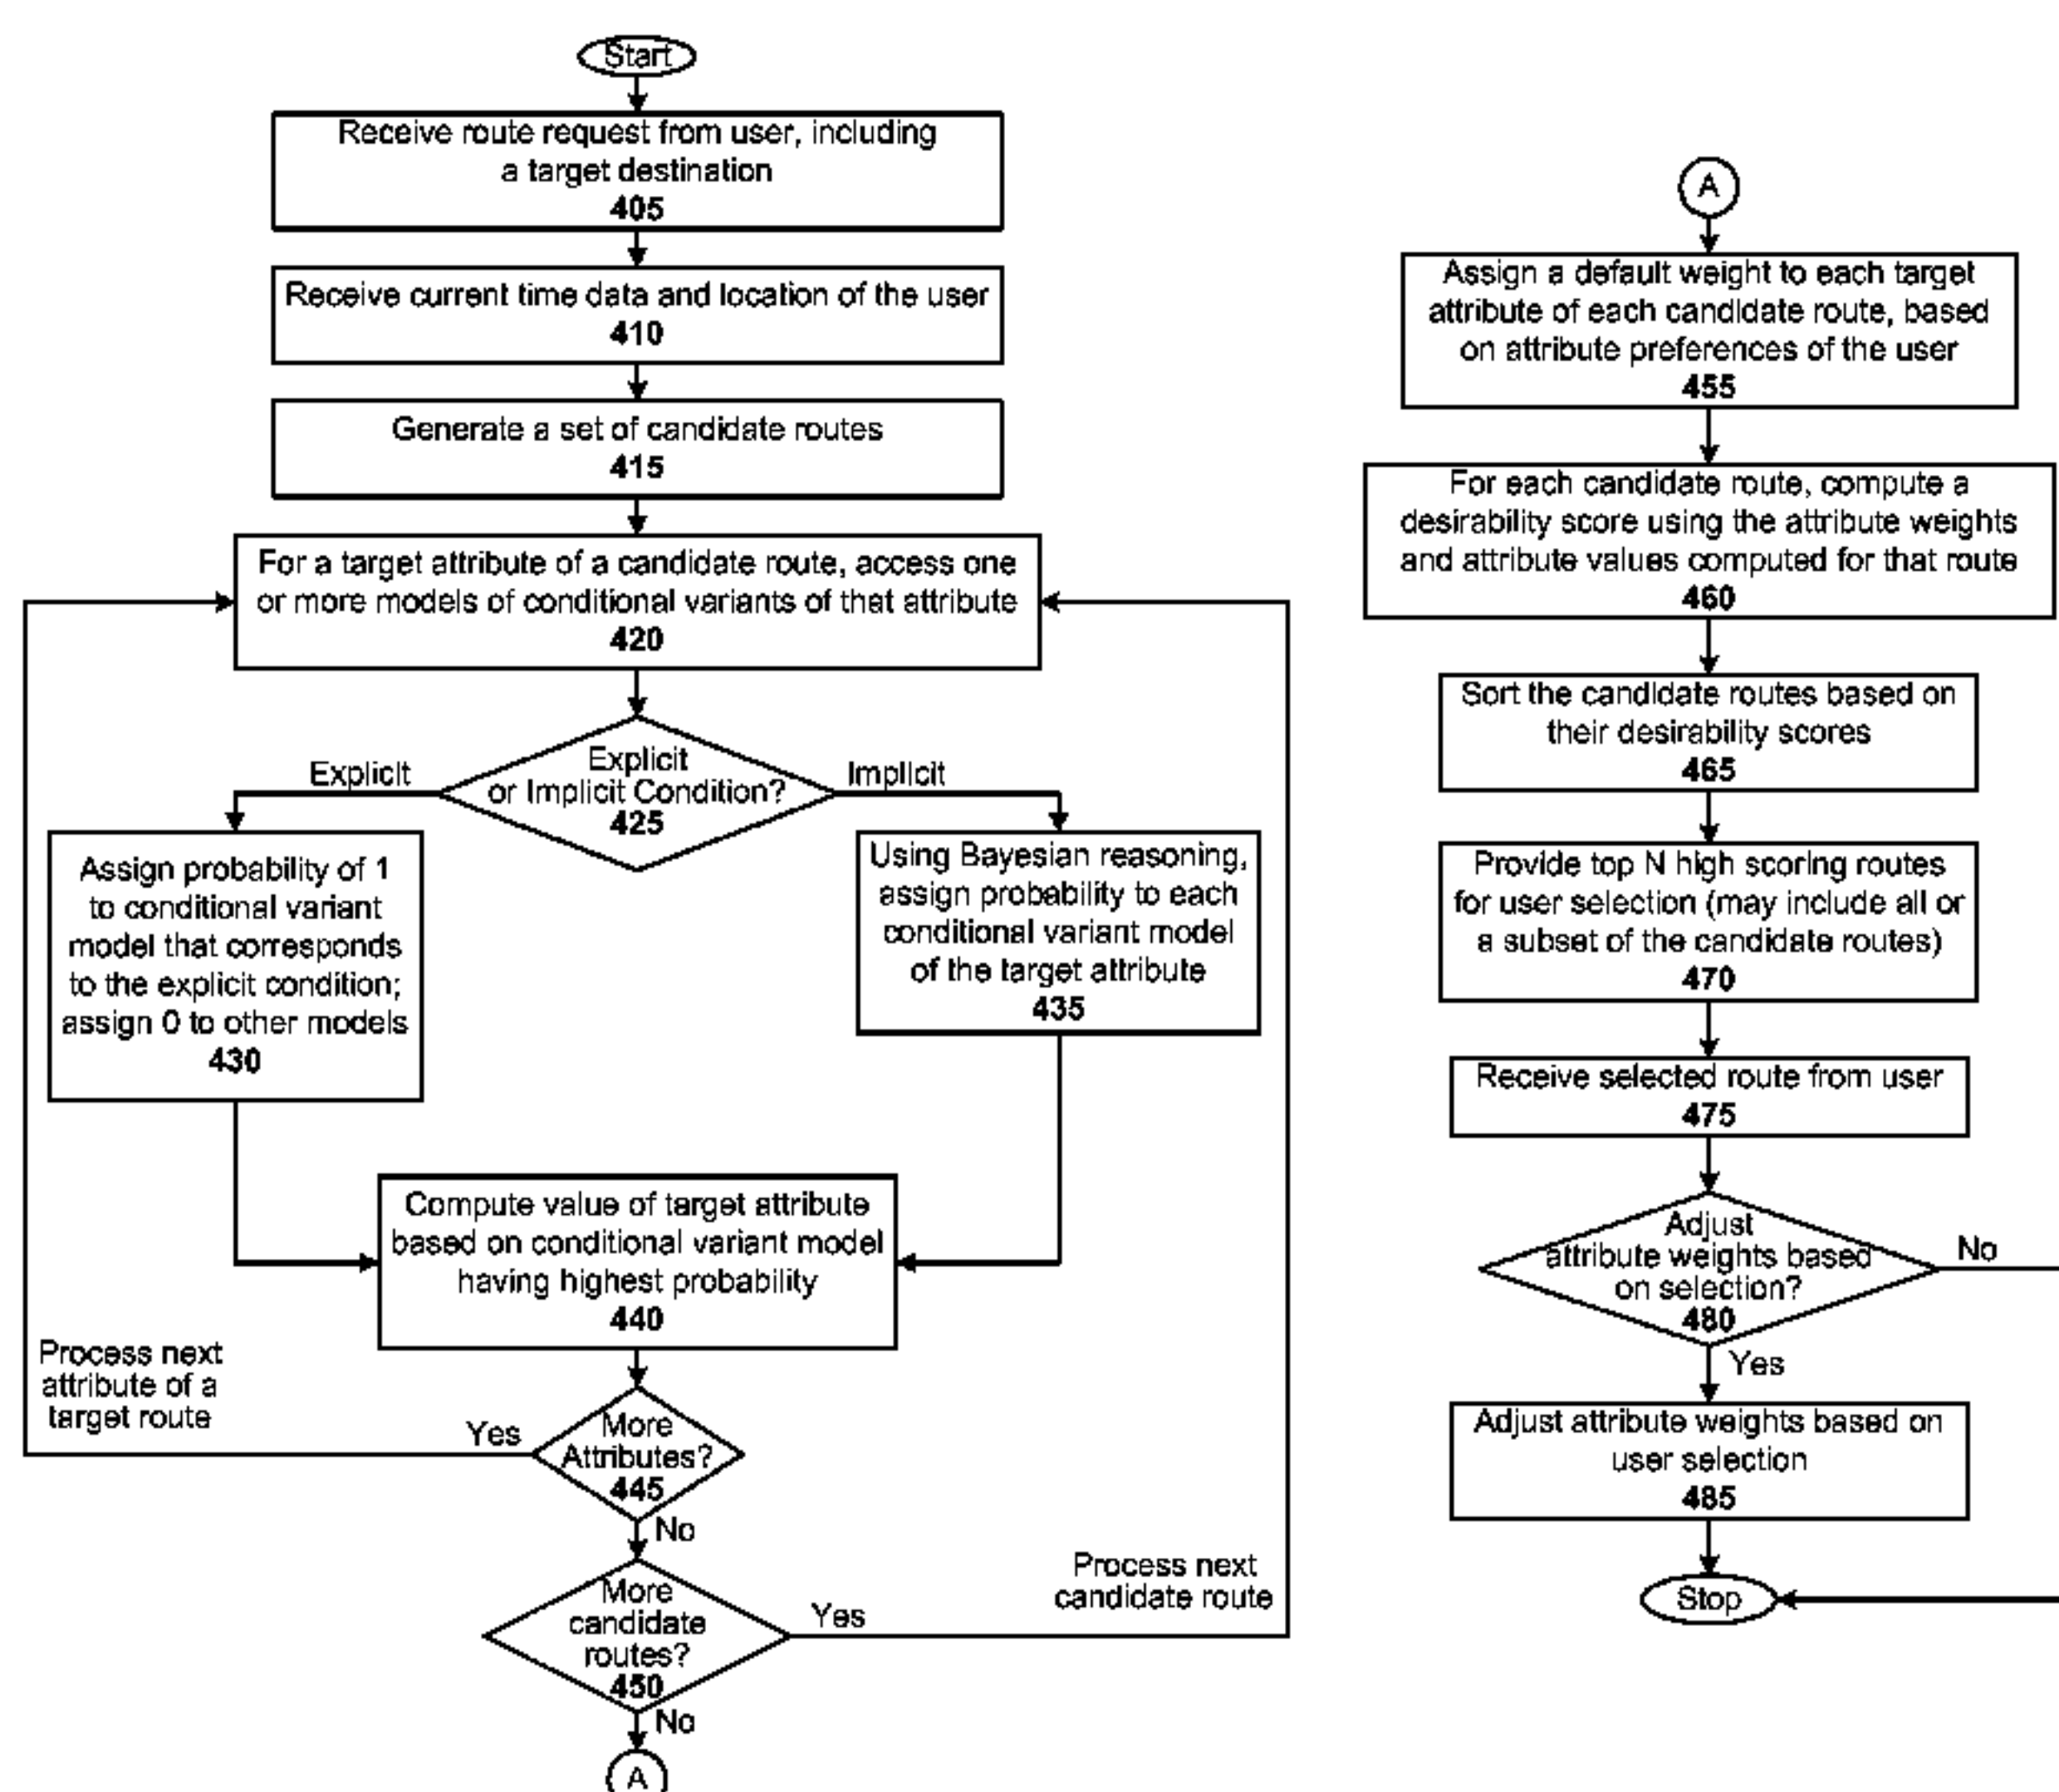 Start
Receive route request from user, including
a target destination
405
Receive current time data and location of the user
410
Generate a set of candidate routes
415
For a target attribute of a candidate route, access one
or more models of conditional variants of that attribute
420
Explicit
or Implicit Condition?
425
Explicit
Implicit
Assign probability of 1
to conditional variant
model that corresponds
to the explicit condition;
assign 0 to other models
430
Using Bayesian reasoning,
assign probability to each
conditional variant model
of the target attribute
435
Compute value of target attribute
based on conditional variant model
having highest probability
440
Process next
attribute of a
target route
Yes
More
Attributes?
445
No
More
candidate
routes?
450
Yes
Process next
candidate route
No
A
A
Assign a default weight to each target
attribute of each candidate route, based
on attribute preferences of the user
455
For each candidate route, compute a
desirability score using the attribute weights
and attribute values computed for that route
460
Sort the candidate routes based on
their desirability scores
465
Provide top N high scoring routes
for user selection (may include all or
a subset of the candidate routes)
470
Receive selected route from user
475
Adjust
attribute weights based
on selection?
480
No
Yes
Adjust attribute weights based on
user selection
485
Stop